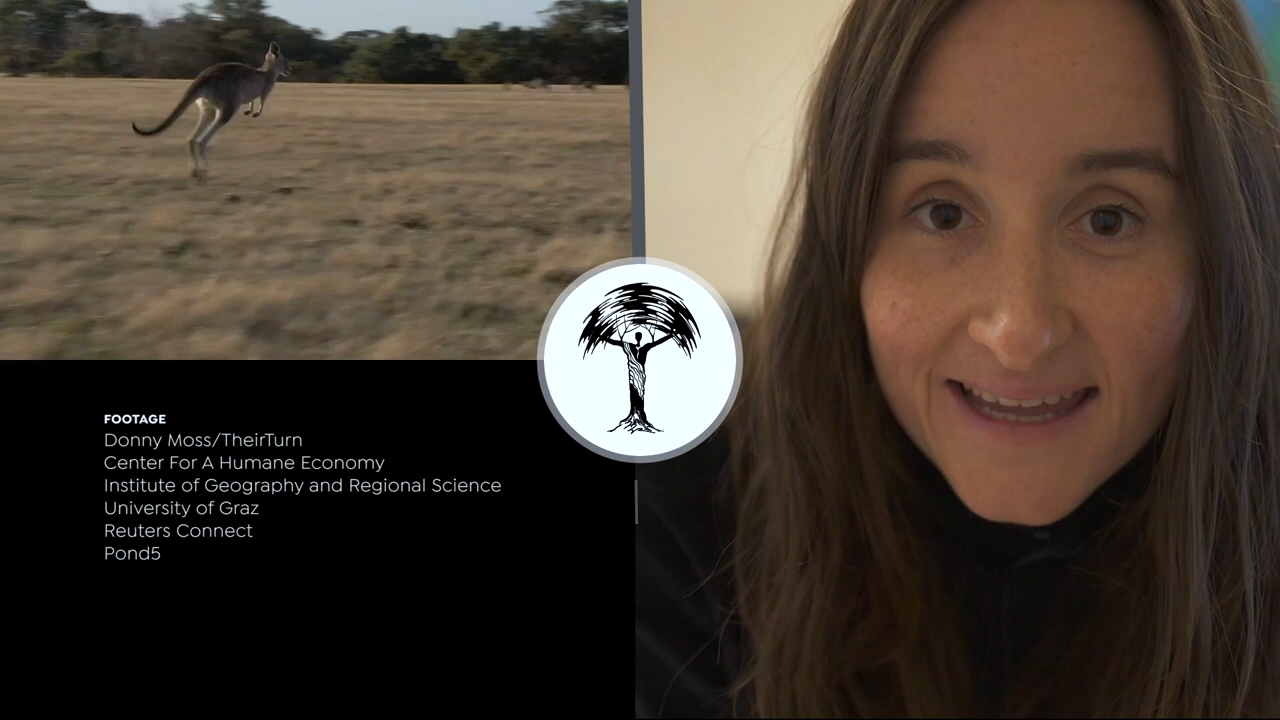 FOOTAGE
Donny Moss/TheirTurn
Center For A Humane Economy
Institute of Geography and Regional Science
University of Graz
Reuters Connect
Pond5